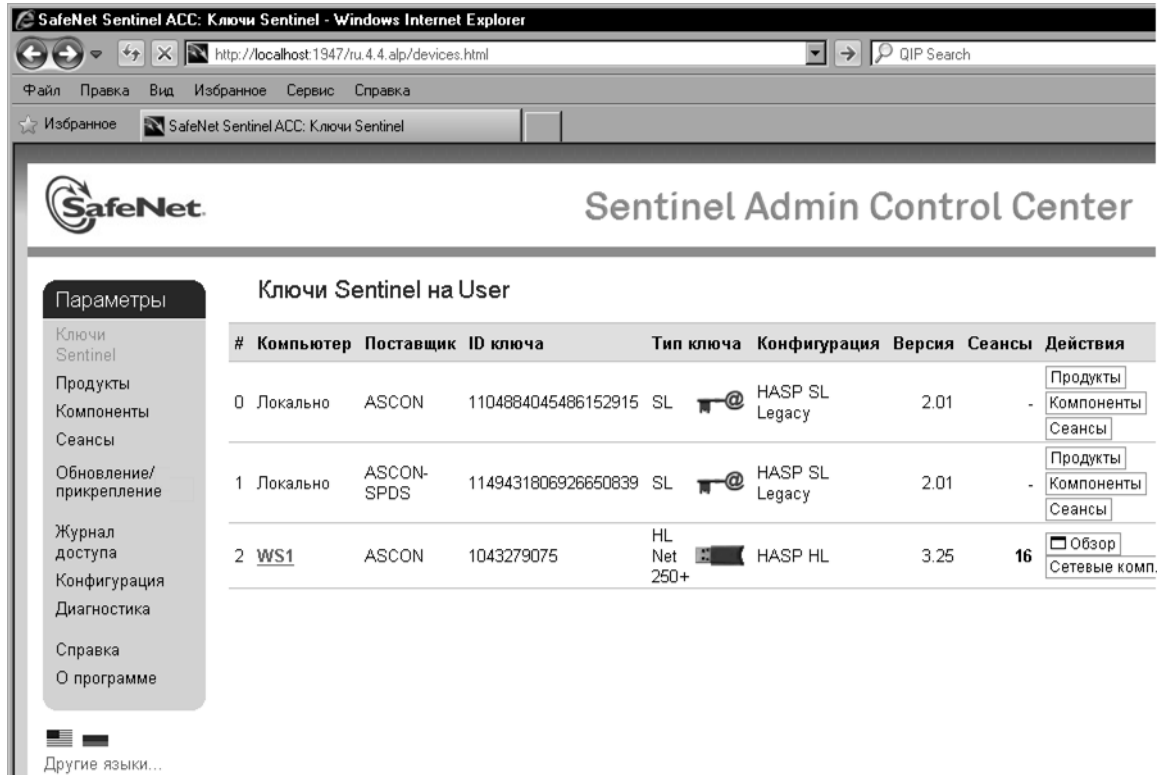 SafeNet Sentinel ACC: Ключи Sentinel - Windows Internet Explorer
http://localhost:1947/ru.4.4.alp/devices.html
QIP Search
Файл Правка Вид Избранное Сервис Справка
Избранное
SafeNet Sentinel ACC: Ключи Sentinel
SafeNet.
Sentinel Admin Control Center
Параметры
Ключи
Sentinel
Продукты
Компоненты
Сеансы
Обновление/
прикрепление
Журнал
доступа
Конфигурация
Диагностика
Справка
О программе
Другие языки...
Ключи Sentinel на User
# Компьютер Поставщик ID ключа Тип ключа Конфигурация Версия Сеансы Действия
0 Локально ASCON 1104884045486152915 SL HASP SL Legacy 2.01 - Продукты Компоненты Сеансы
1 Локально ASCON-SPDS 1149431806926650839 SL HASP SL Legacy 2.01 - Продукты Компоненты Сеансы
2 WS1 ASCON 1043279075 HL Net 250+ HASP HL 3.25 16 Обзор Сетевые комп.